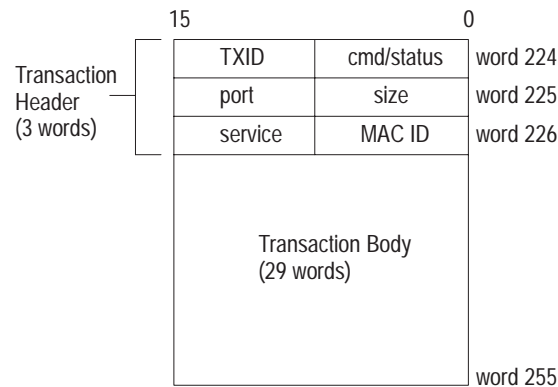 15 0
TXID cmd/status word 224
Transaction
Header
(3 words)
port size word 225
service MAC ID word 226
Transaction Body
(29 words)
word 255